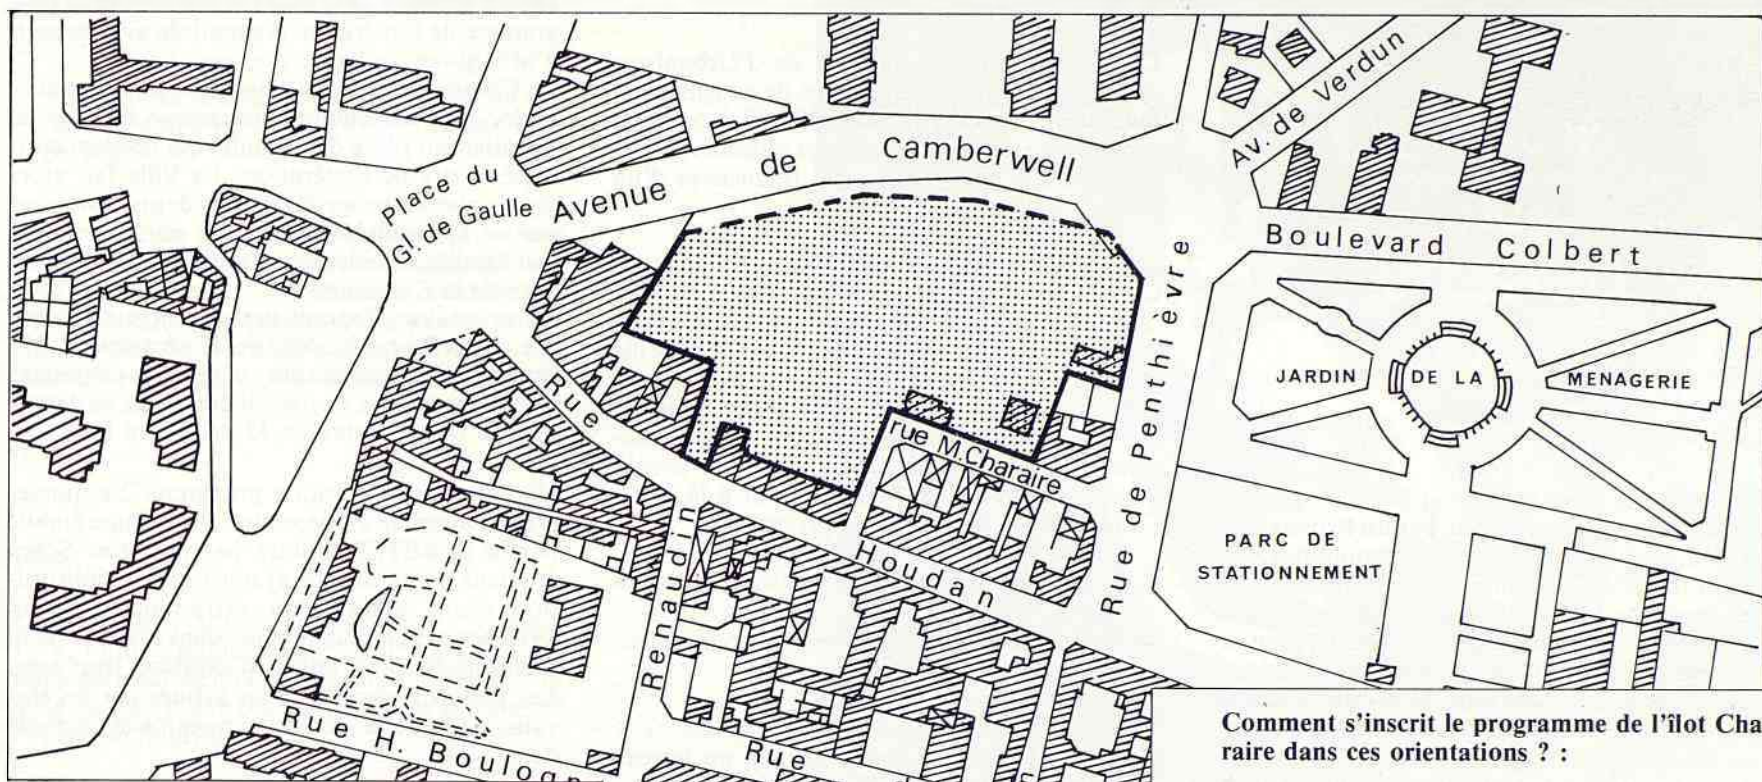 Av. de Verdun
Avenue de Camberwell
Place du
Gl. de Gaulle
Boulevard Colbert
JARDIN DE LA MENAGERIE
Rue Houdan
rue M. Charaire
Rue de Penthièvre
PARC DE
STATIONNEMENT
Renaudin
Rue H. Boulogn
Rue
Comment s'inscrit le programme de l'îlot Cha-
raire dans ces orientations ? :